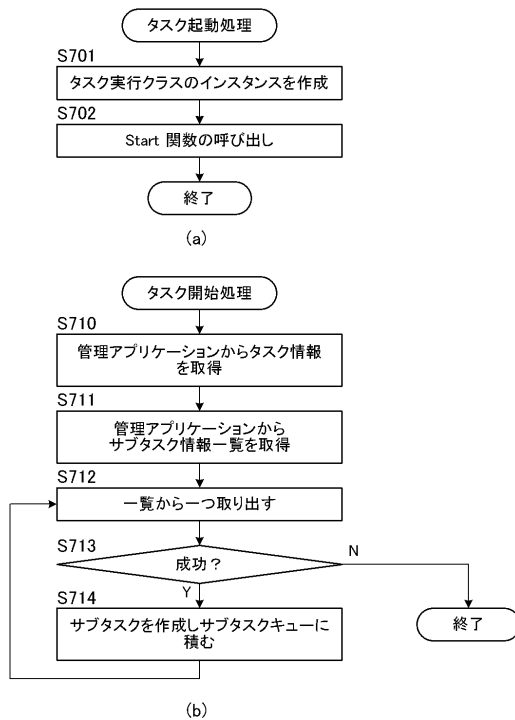 タスク起動処理
S701
タスク実行クラスのインスタンスを作成
S702
Start 関数の呼び出し
終了
(a)
タスク開始処理
S710
管理アプリケーションからタスク情報
を取得
S711
管理アプリケーションから
サブタスク情報一覧を取得
S712
一覧から一つ取り出す
S713
成功?
N
Y
S714
サブタスクを作成しサブタスクキューに
積む
終了
(b)